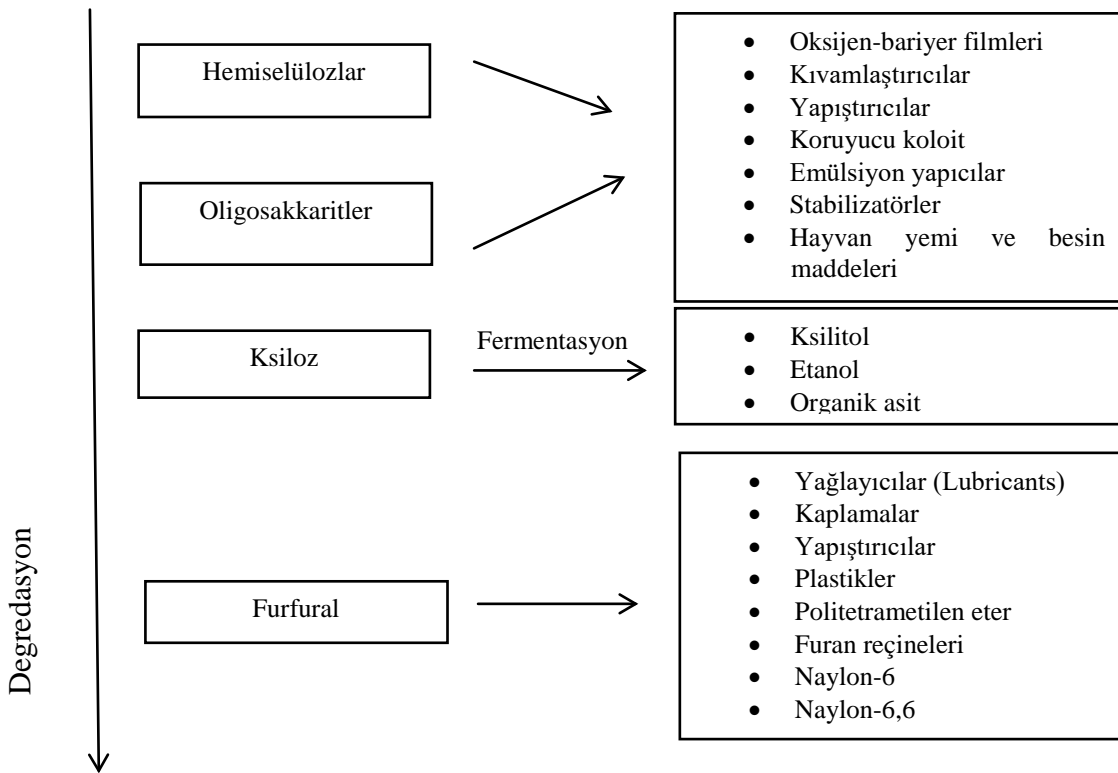 Hemiselülozlar
• Oksijen-bariyer filmleri
• Kıvamlaştırıcılar
• Yapıştırıcılar
• Koruyucu koloit
• Emülsiyon yapıcılar
• Stabilizatörler
• Hayvan yemi ve besin
maddeleri
Oligosakkaritler
Ksiloz
Fermentasyon
• Ksilitol
• Etanol
• Organik asit
Furfural
• Yağlayıcılar (Lubricants)
• Kaplamalar
• Yapıştırıcılar
• Plastikler
• Politetrametilen eter
• Furan reçineleri
• Naylon-6
• Naylon-6,6
Degredasyon